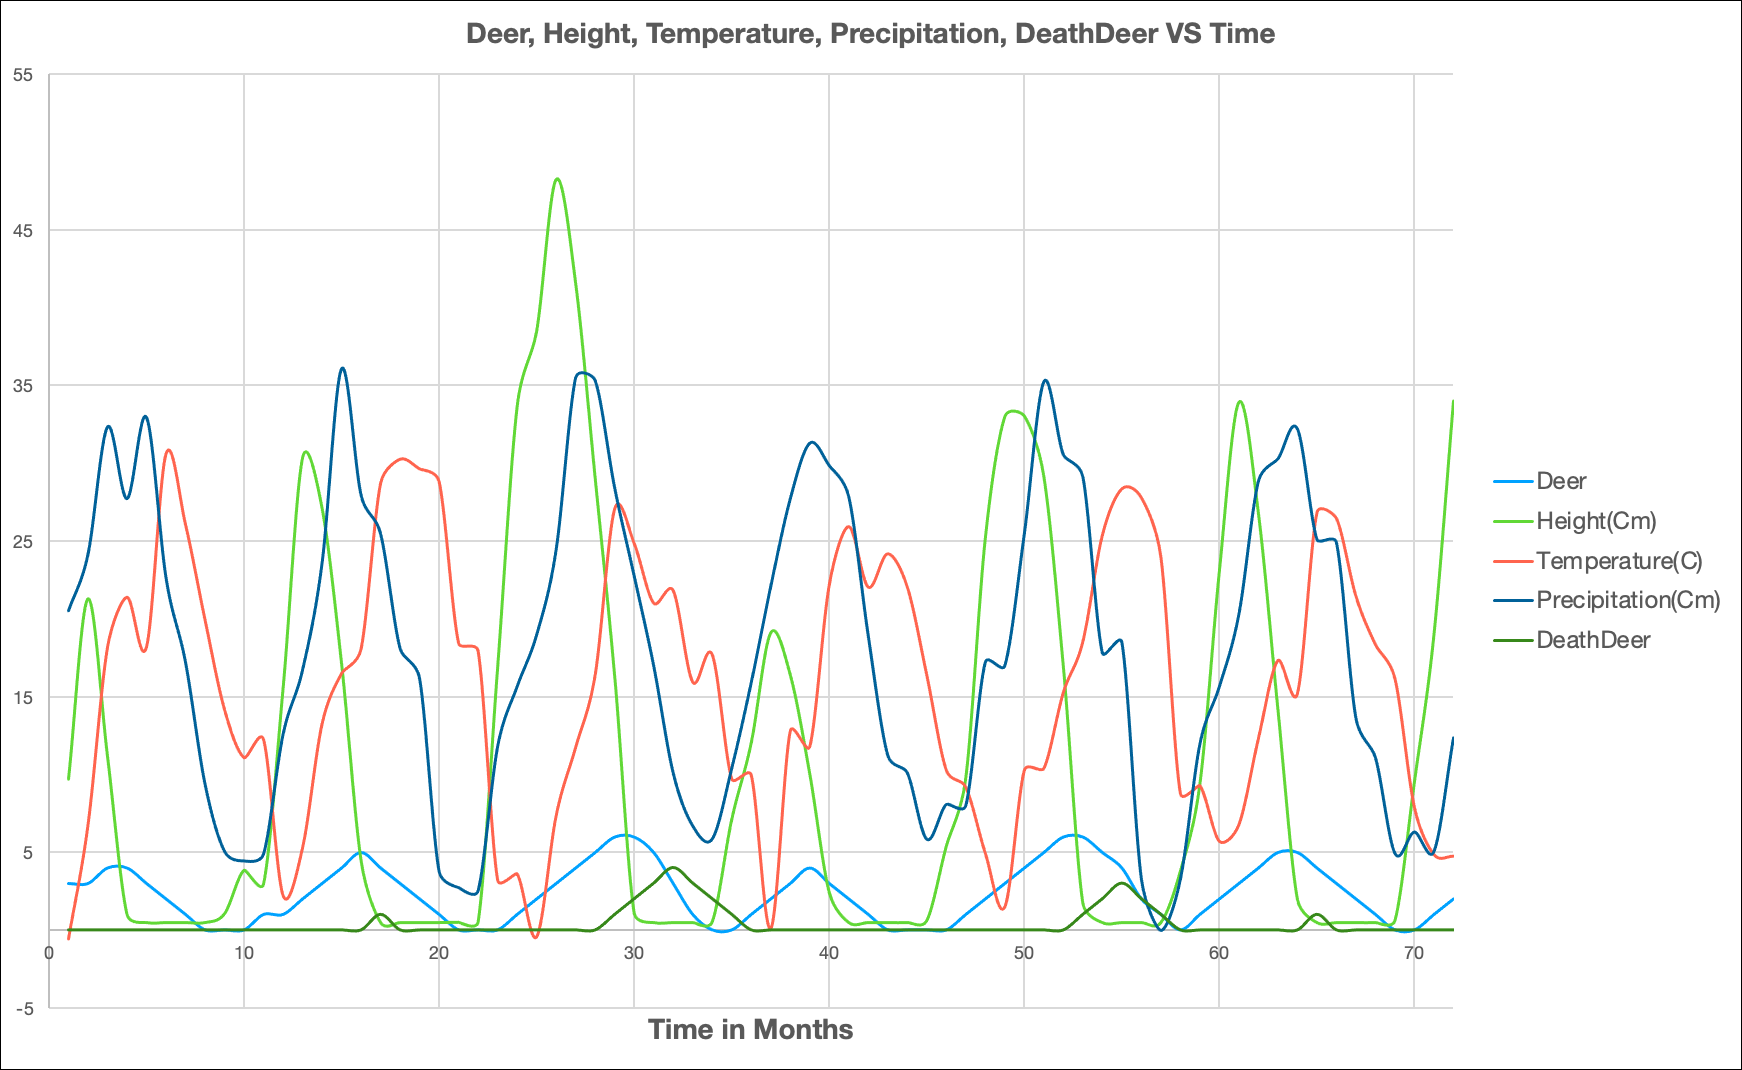 Deer, Height, Temperature, Precipitation, DeathDeer VS Time
55
45
35
25
15
5
-5
0 10 20 30 40 50 60 70
Time in Months
Deer
Height(Cm)
Temperature(C)
Precipitation(Cm)
DeathDeer